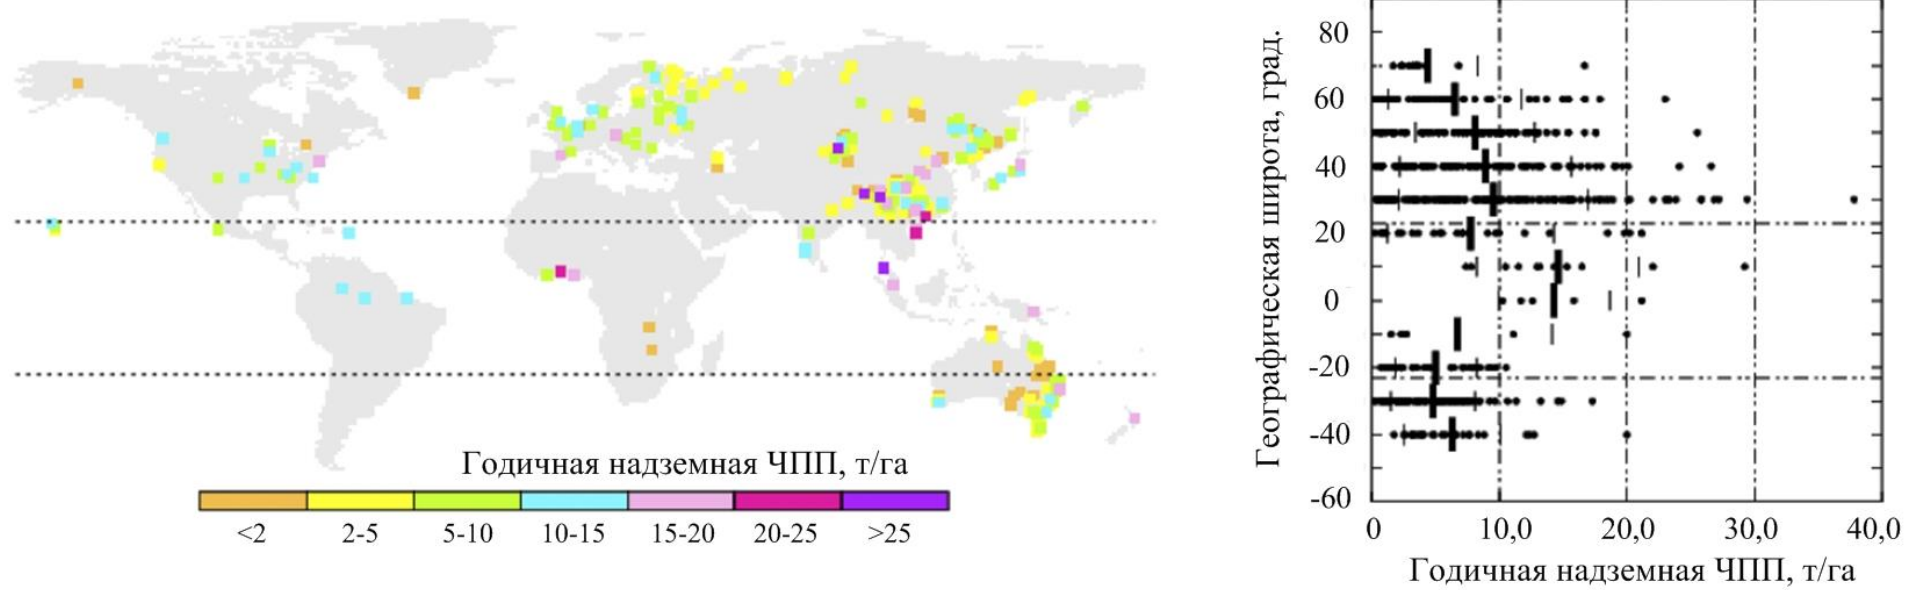 Годичная надземная ЧПП, т/га
<2 2-5 5-10 10-15 15-20 20-25 >25
Географическая широта, град.
80
60
40
20
0
-20
-40
-60
0 10,0 20,0 30,0 40,0
Годичная надземная ЧПП, т/га